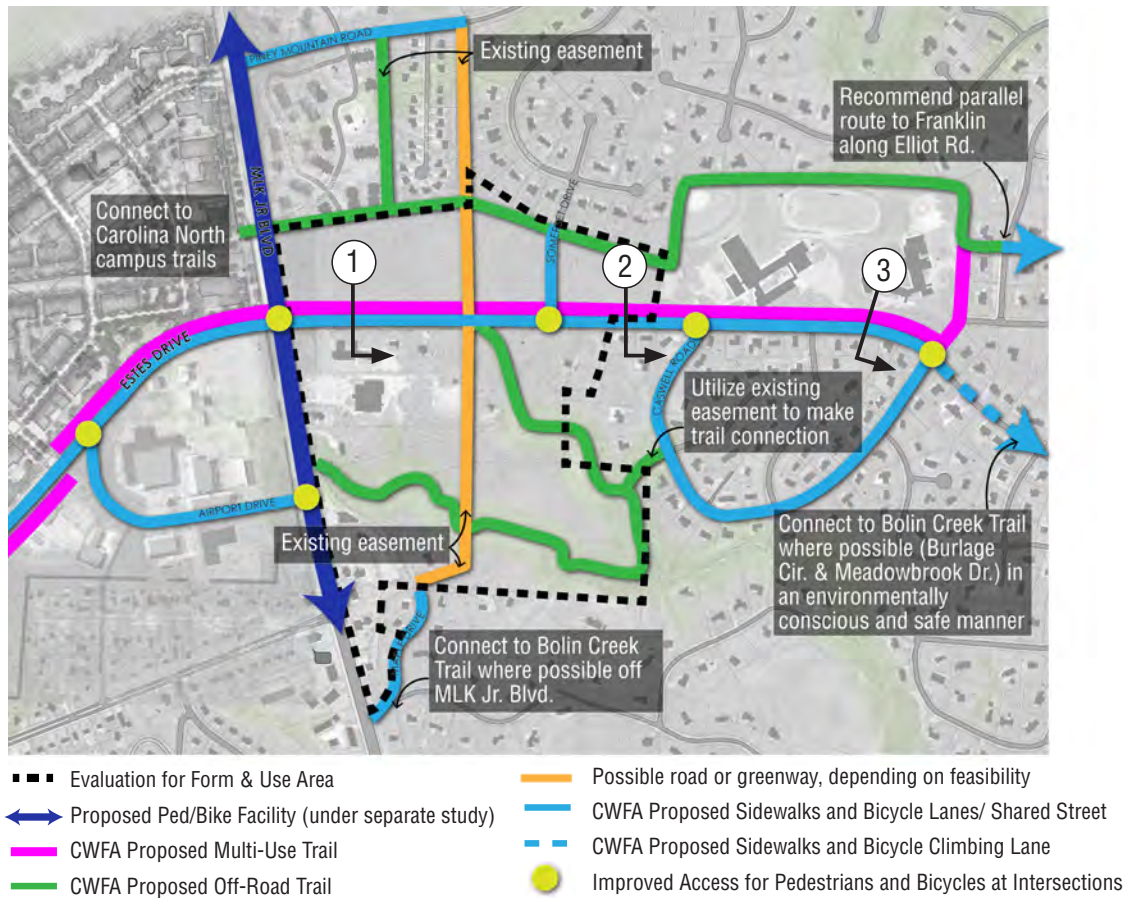 PINEY MOUNTAIN ROAD
Existing easement
Recommend parallel
route to Franklin
along Elliot Rd.
MLK JR BLVD
Connect to
Carolina North
campus trails
SOMERSET DRIVE
1
2
3
ESTES DRIVE
CASWELL ROAD
Utilize existing
easement to make
trail connection
AIRPORT DRIVE
Existing easement
Connect to Bolin Creek Trail
where possible (Burlage
Cir. & Meadowbrook Dr.) in
an environmentally
conscious and safe manner
DRIVE
Connect to Bolin Creek
Trail where possible off
MLK Jr. Blvd.
Evaluation for Form & Use Area
Proposed Ped/Bike Facility (under separate study)
CWFA Proposed Multi-Use Trail
CWFA Proposed Off-Road Trail
Possible road or greenway, depending on feasibility
CWFA Proposed Sidewalks and Bicycle Lanes/ Shared Street
CWFA Proposed Sidewalks and Bicycle Climbing Lane
Improved Access for Pedestrians and Bicycles at Intersections